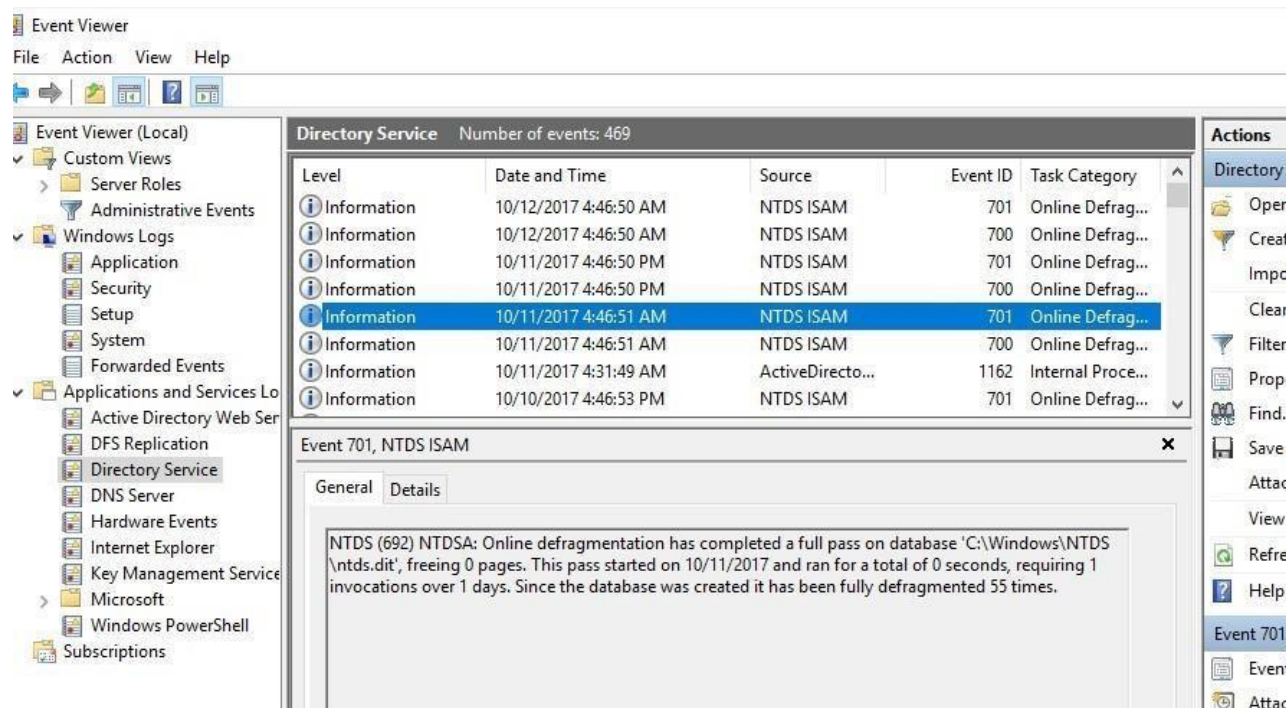 Event Viewer
File Action View Help
Event Viewer (Local)
Custom Views
Server Roles
Administrative Events
Windows Logs
Application
Security
Setup
System
Forwarded Events
Applications and Services Lo
Active Directory Web Ser
DFS Replication
Directory Service
DNS Server
Hardware Events
Internet Explorer
Key Management Service
Microsoft
Windows PowerShell
Subscriptions
Directory Service Number of events: 469
Level Date and Time Source Event ID Task Category
Information 10/12/2017 4:46:50 AM NTDS ISAM 701 Online Defrag...
Information 10/12/2017 4:46:50 AM NTDS ISAM 700 Online Defrag...
Information 10/11/2017 4:46:50 PM NTDS ISAM 701 Online Defrag...
Information 10/11/2017 4:46:50 PM NTDS ISAM 700 Online Defrag...
Information 10/11/2017 4:46:51 AM NTDS ISAM 701 Online Defrag...
Information 10/11/2017 4:46:51 AM NTDS ISAM 700 Online Defrag...
Information 10/11/2017 4:31:49 AM ActiveDirecto... 1162 Internal Proce...
Information 10/10/2017 4:46:53 PM NTDS ISAM 701 Online Defrag...
Event 701, NTDS ISAM
General Details
NTDS (692) NTDSA: Online defragmentation has completed a full pass on database 'C:\Windows\NTDS
\ntds.dit', freeing 0 pages. This pass started on 10/11/2017 and ran for a total of 0 seconds, requiring 1
invocations over 1 days. Since the database was created it has been fully defragmented 55 times.
Actions
Directory
Open
Creat
Impo
Clear
Filter
Prop
Find.
Save
Attac
View
Refre
Help
Event 701
Event
Attac